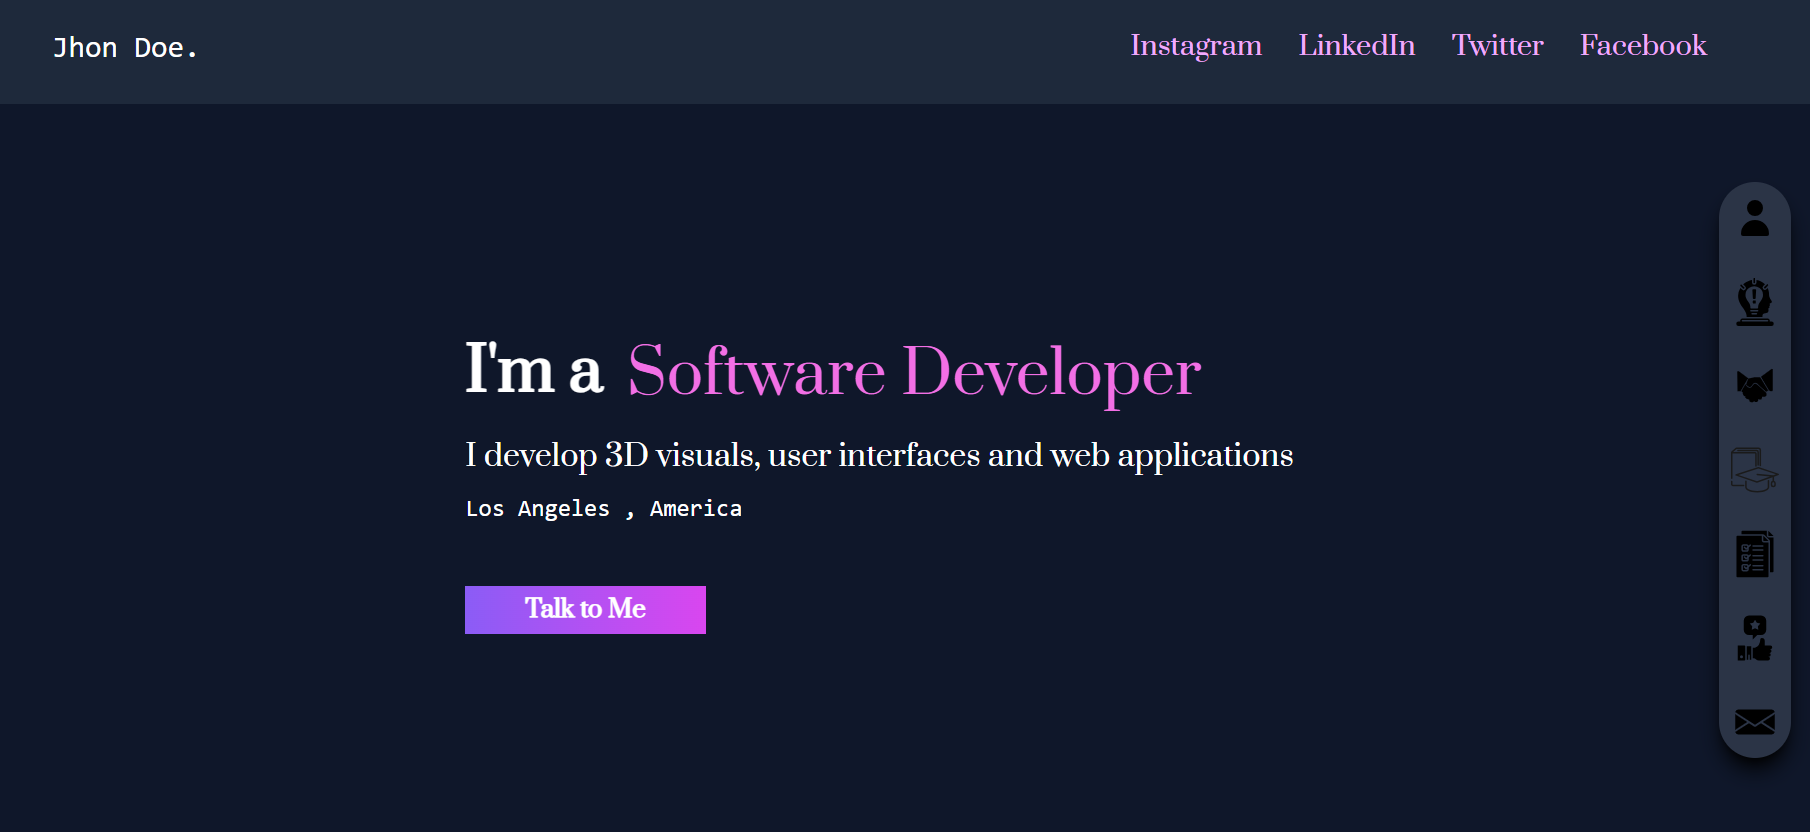 Jhon Doe.
Instagram LinkedIn Twitter Facebook
I'm a Software Developer
I develop 3D visuals, user interfaces and web applications
Los Angeles , America
Talk to Me